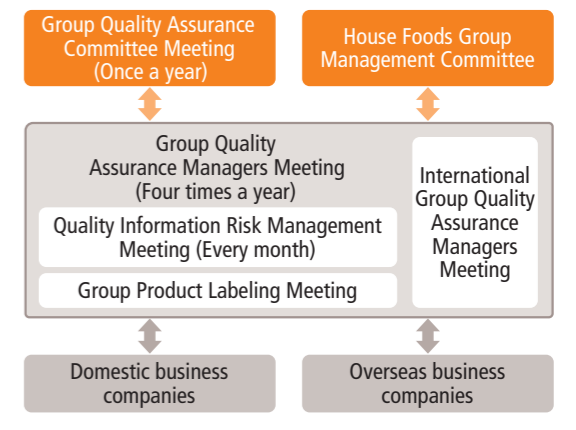 Group Quality Assurance
Committee Meeting
(Once a year)
House Foods Group
Management Committee
Group Quality
Assurance Managers Meeting
(Four times a year)
Quality Information Risk Management
Meeting (Every month)
Group Product Labeling Meeting
International
Group Quality
Assurance
Managers
Meeting
Domestic business
companies
Overseas business
companies